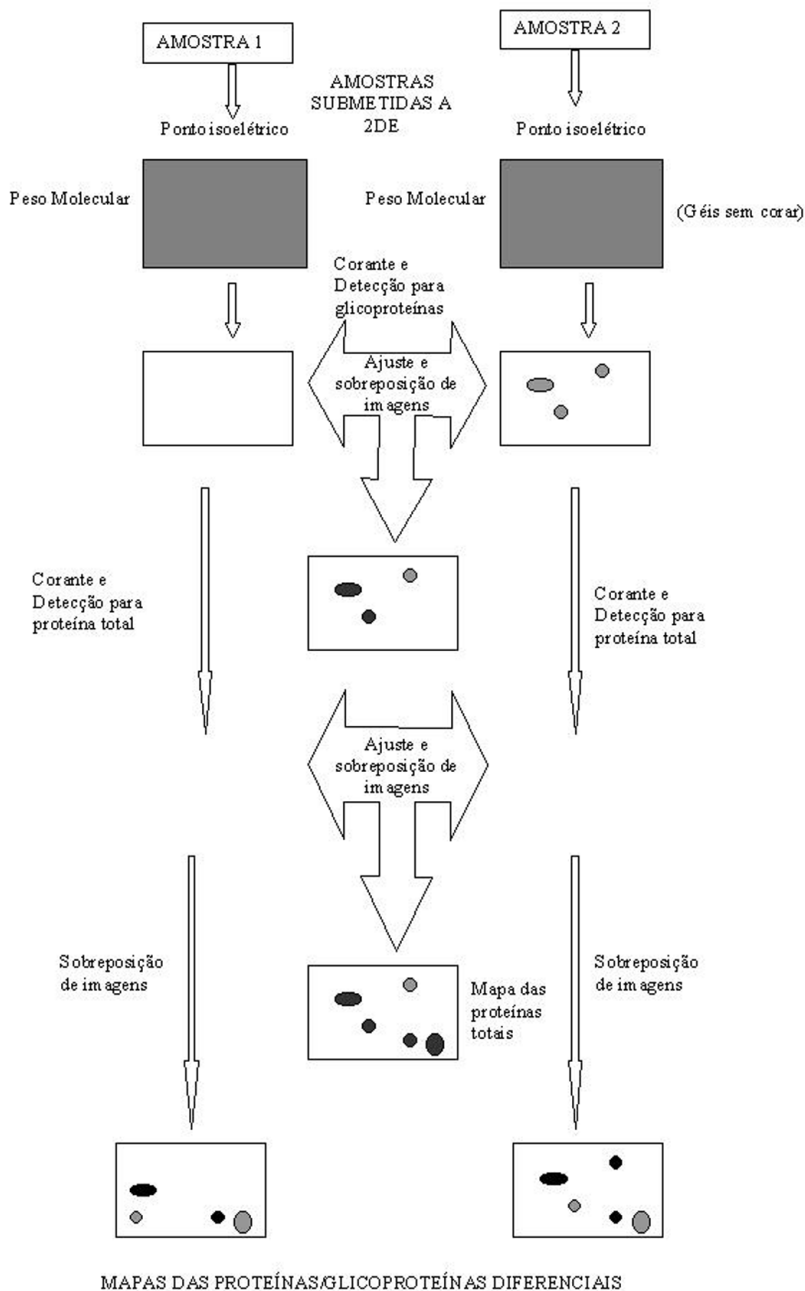 AMOSTRA 1
AMOSTRA 2
AMOSTRAS
SUBMETIDAS A
2DE
Ponto isoelétrico
Ponto isoelétrico
Peso Molecular
Peso Molecular
(Géis sem corar)
Corante e
Detecção para
glicoproteínas
Ajuste e
sobreposição de
imagens
Corante e
Detecção para
proteína total
Corante e
Detecção para
proteína total
Ajuste e
sobreposição de
imagens
Sobreposição
de imagens
Mapa das
proteínas
totais
Sobreposição
de imagens
MAPAS DAS PROTEÍNAS/GLICOPROTEÍNAS DIFERENCIAIS